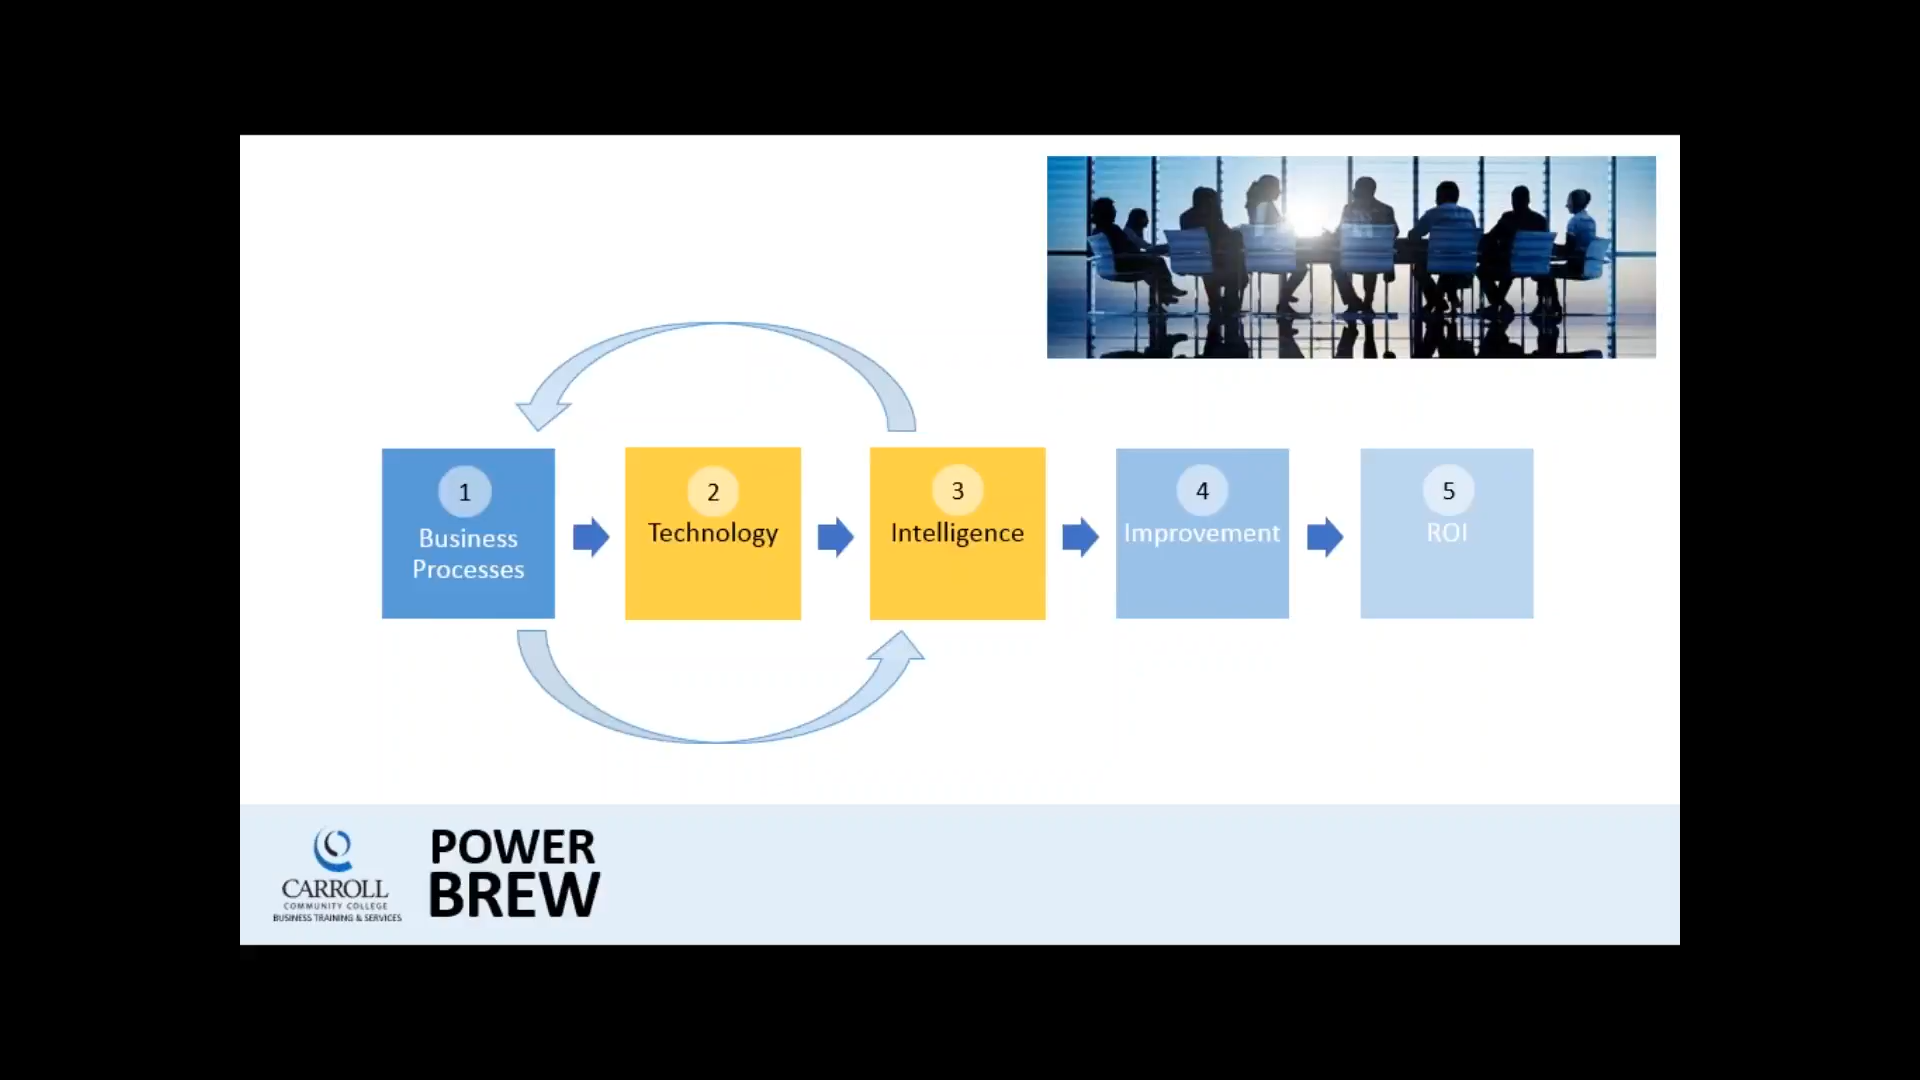 1
Business
Processes
2
Technology
3
Intelligence
4
Improvement
5
ROI
CARROLL
COMMUNITY COLLEGE
BUSINESS TRAINING & SERVICES
POWER
BREW